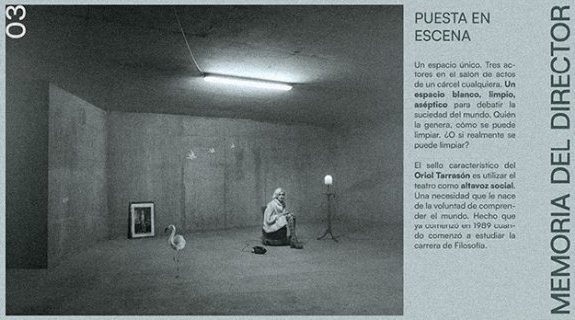 03
PUESTA EN
ESCENA
Un espacio único. Tres ac-
tores en el salón de actos
de un cárcel cualquiera. Un
espacio blanco, limpio,
aséptico para debatir la
suciedad del mundo. Quién
la genera, cómo se puede
limpiar. ¿O si realmente se
puede limpiar?
El sello característico del
Oriol Tarrasón es utilizar el
teatro como altavoz social.
Una necesidad que le nace
de la voluntad de compren-
der el mundo. Hecho que
ya comenzó en 1989 cuan-
do comenzó a estudiar la
carrera de Filosofía.
MEMORIA DEL DIRECTOR